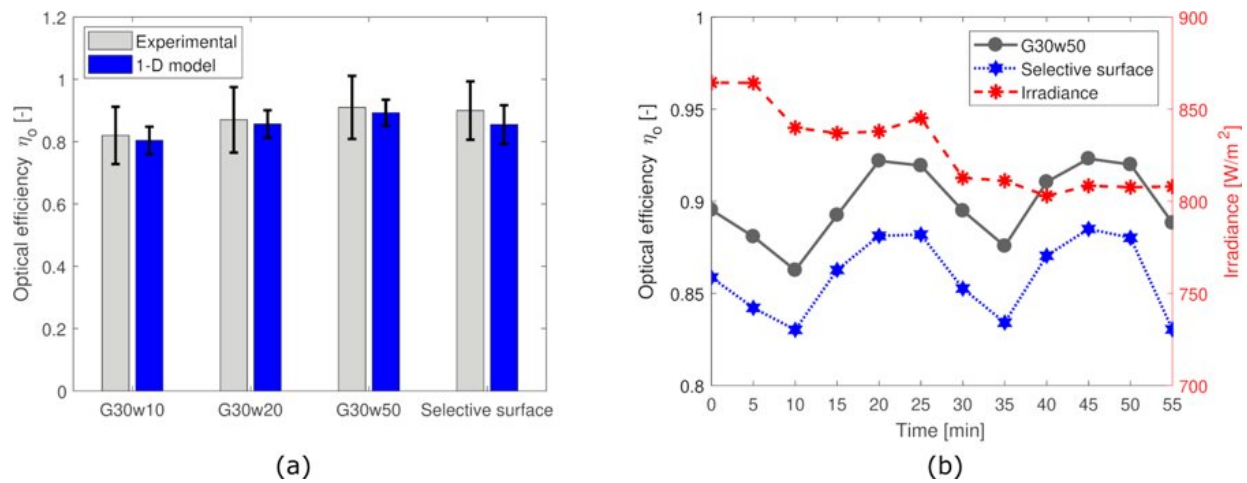 1.2
1
0.8
0.6
0.4
0.2
0
Optical efficiency η₀ [-]
Experimental
1-D model
G30w10 G30w20 G30w50 Selective surface
(a)
1
0.95
0.9
0.85
0.8
Optical efficiency η₀ [-]
G30w50
Selective surface
Irradiance
900
850
800
750
700
Irradiance [W/m²]
0 5 10 15 20 25 30 35 40 45 50 55
Time [min]
(b)